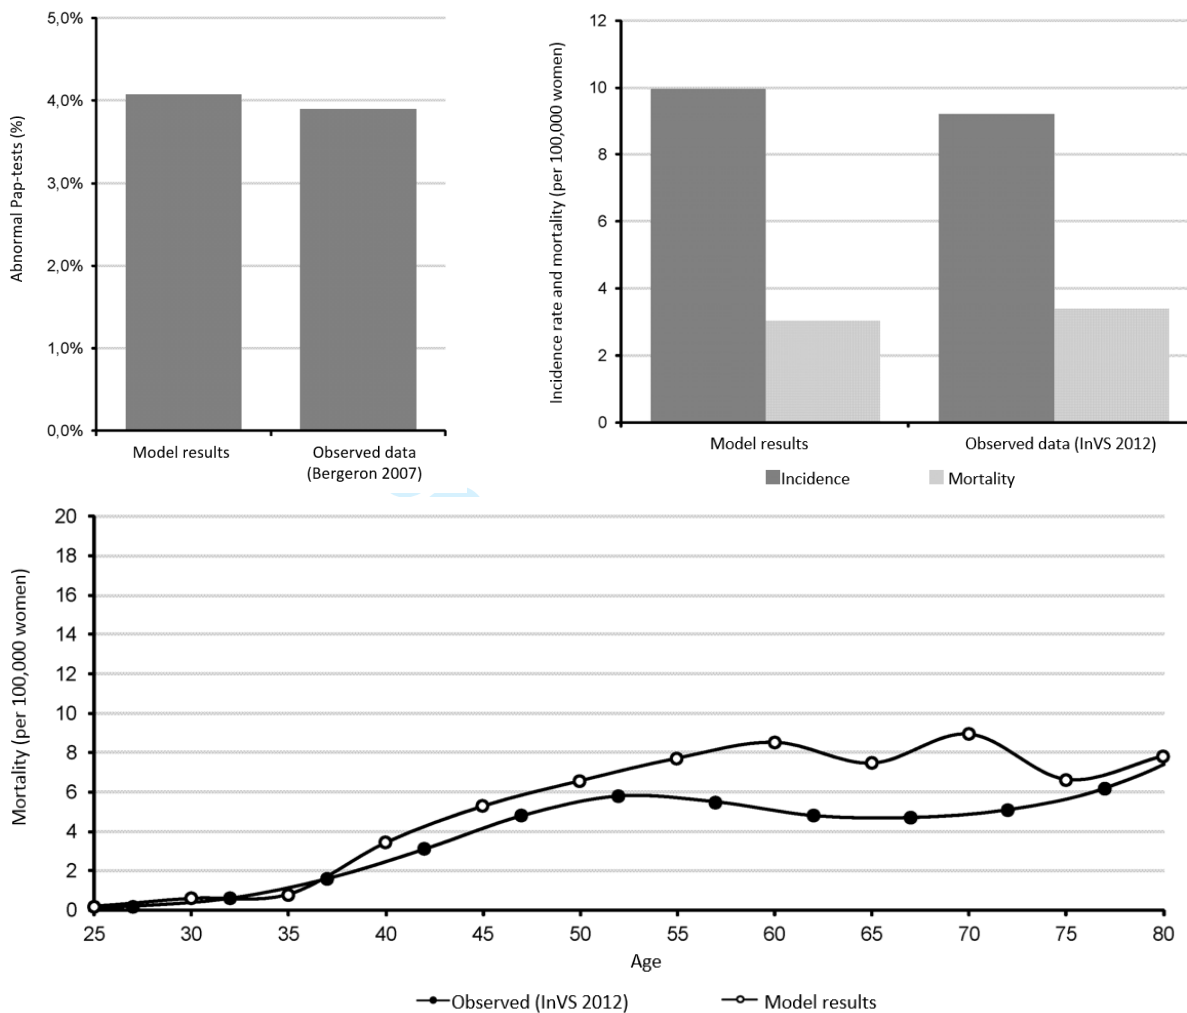 5,0%
4,0%
3,0%
2,0%
1,0%
0,0%
Abnormal Pap-tests (%)
Model results
Observed data
(Bergeron 2007)
12
10
8
6
4
2
0
Incidence rate and mortality (per 100,000 women)
Model results
Observed data (InVS 2012)
Incidence
Mortality
20
18
16
14
12
10
8
6
4
2
0
Mortality (per 100,000 women)
25 30 35 40 45 50 55 60 65 70 75 80
Age
Observed (InVS 2012)
Model results